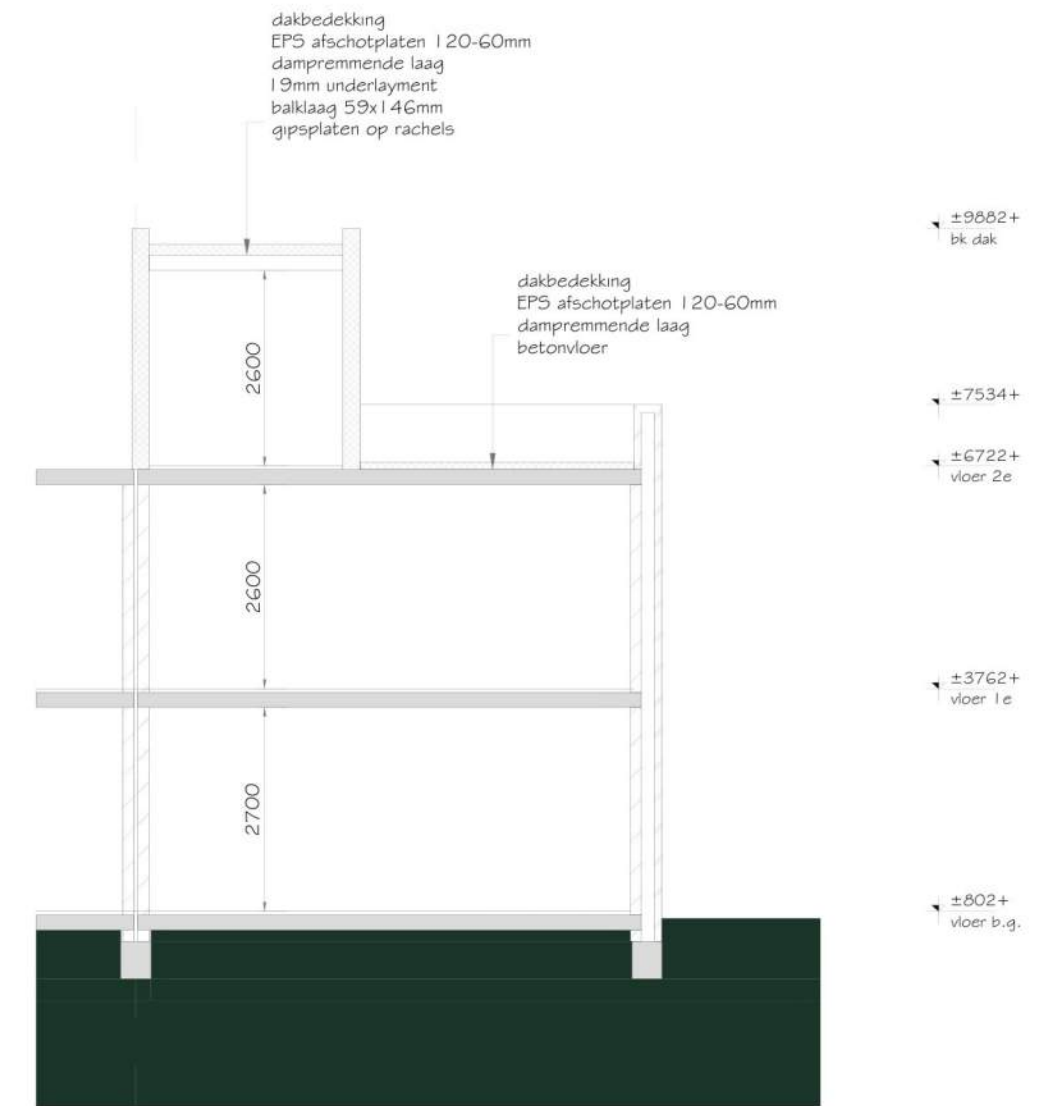 dakbedekking
EPS afschotplaten 120-60mm
dampremmende laag
19mm underlayment
balklaag 59x146mm
gipsplaten op rachels
±9882+
bk dak
dakbedekking
EPS afschotplaten 120-60mm
dampremmende laag
betonvloer
2600
±7534+
±6722+
vloer 2e
2600
±3762+
vloer 1e
2700
±802+
vloer b.g.